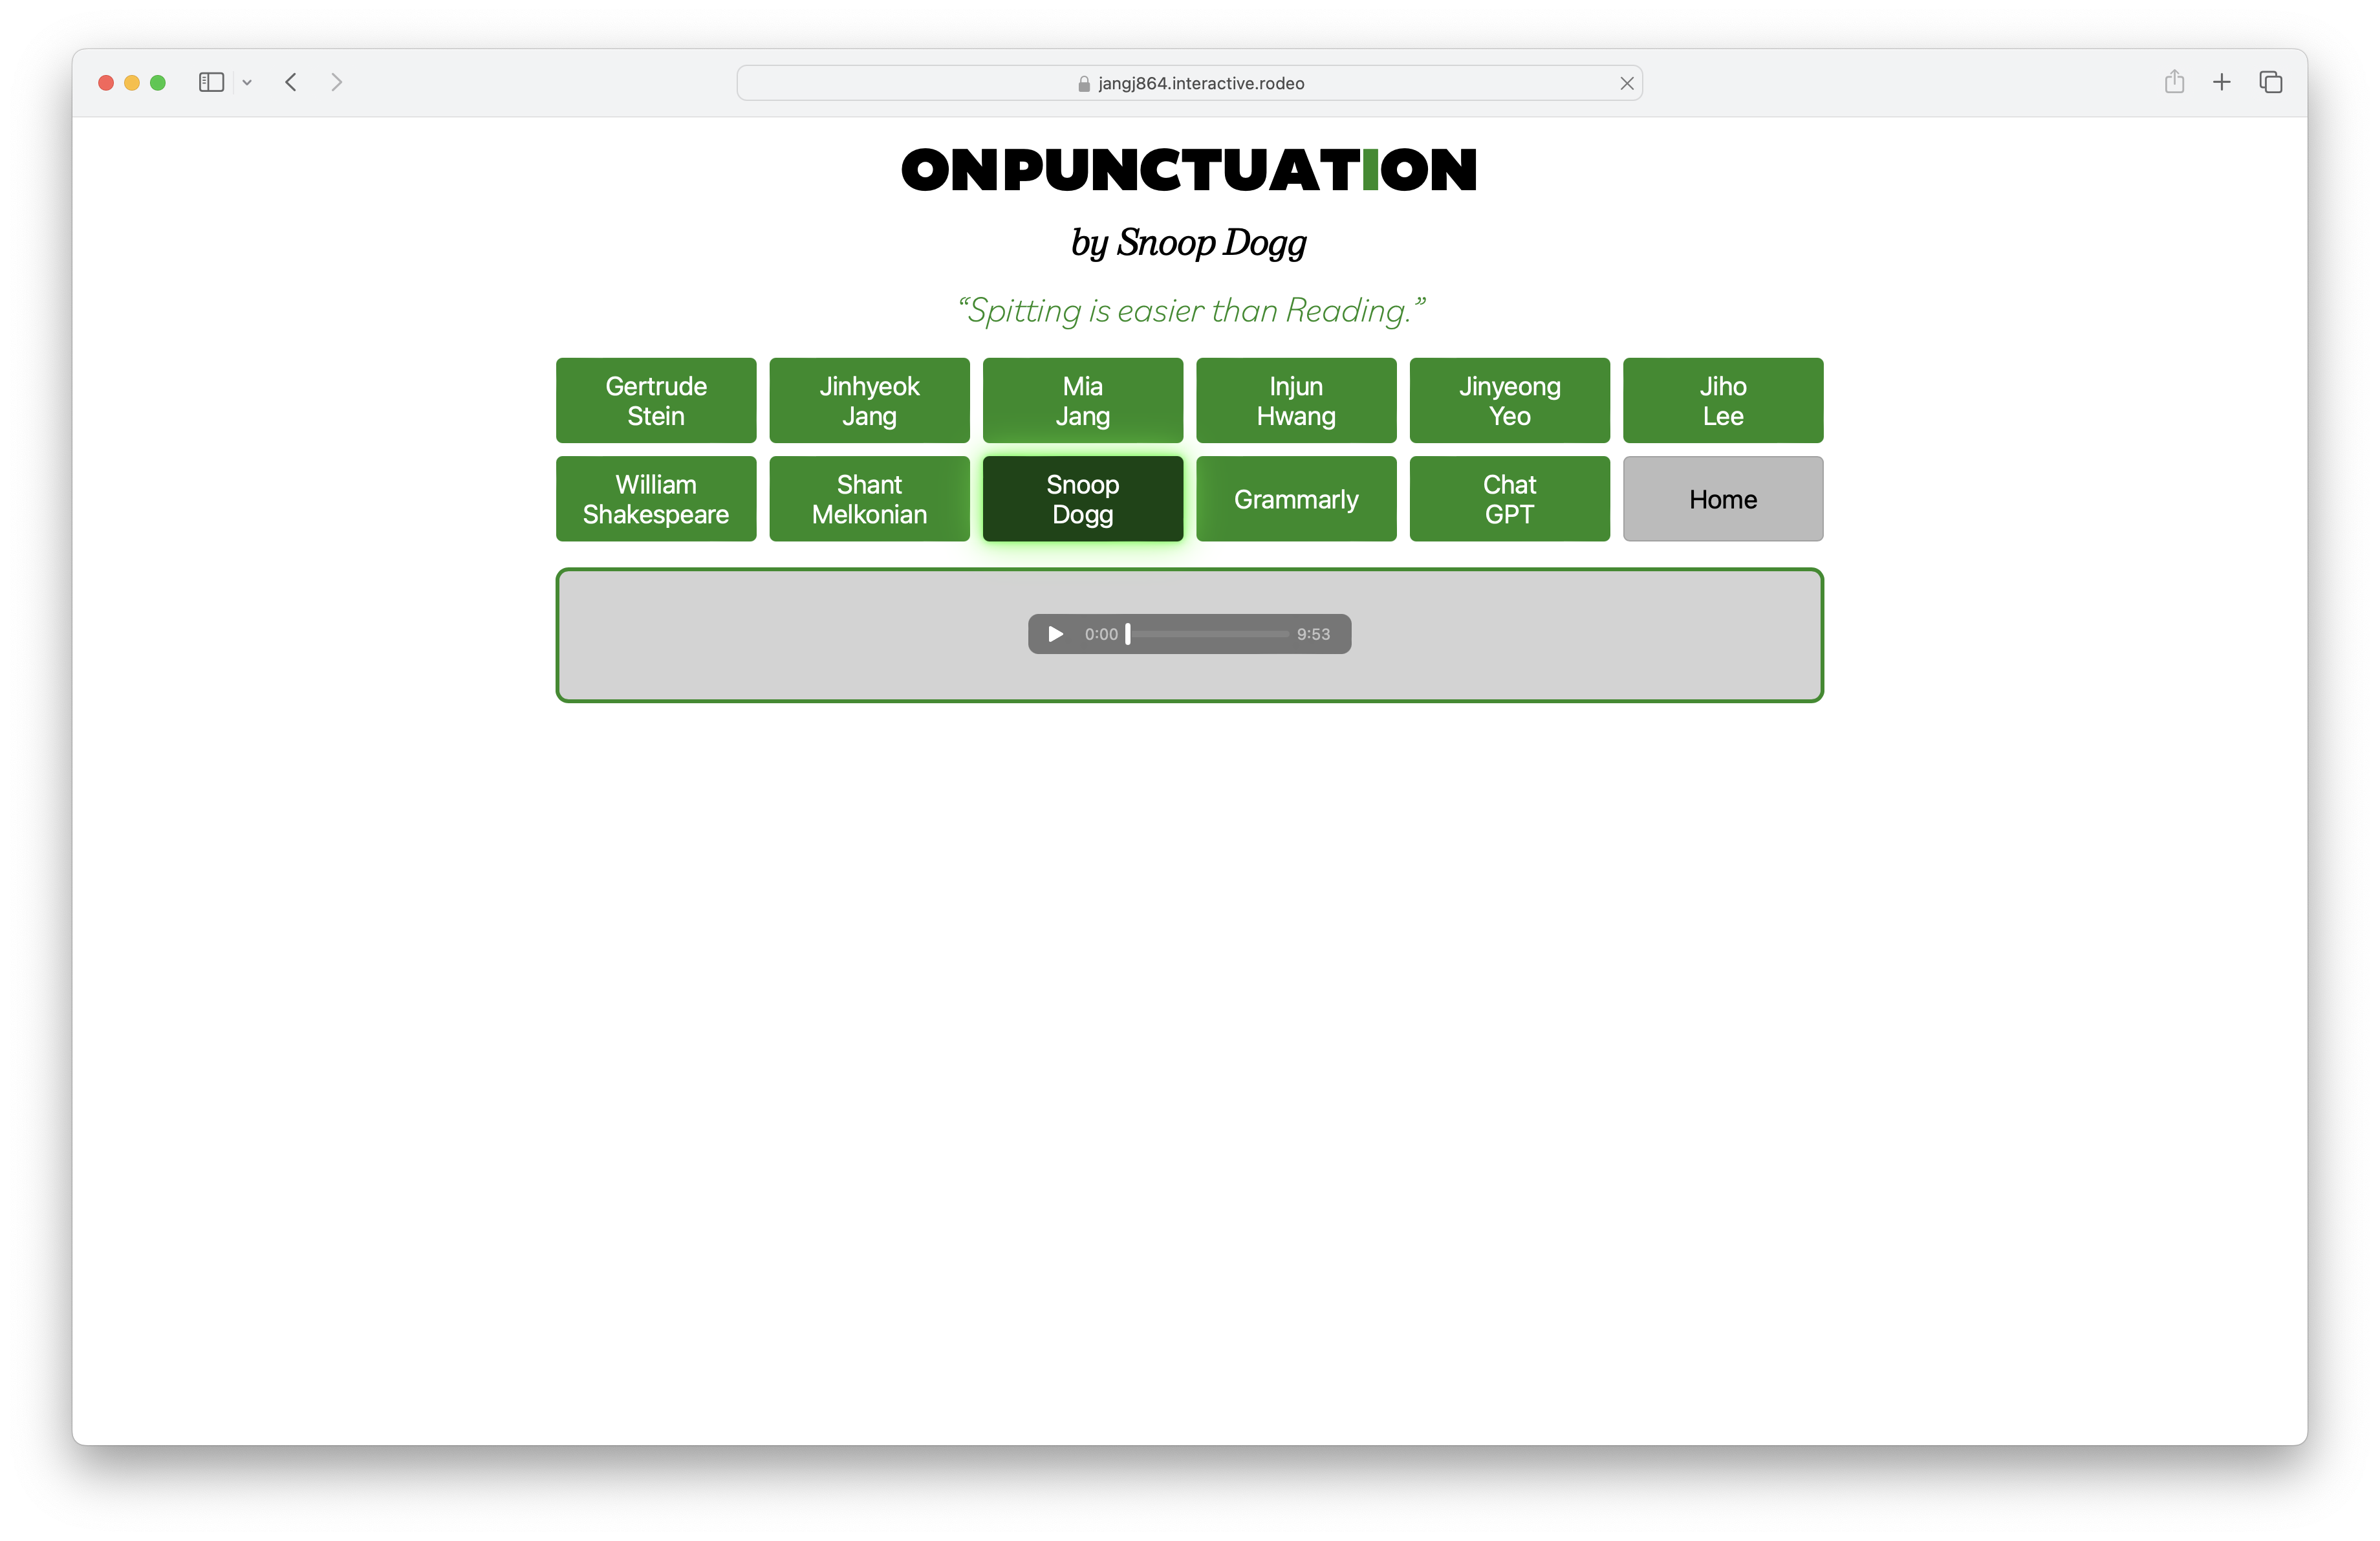 jangj864.interactive.rodeo
ONPUNCTUATION
by Snoop Dogg
“Spitting is easier than Reading.”
Gertrude
Stein
Jinhyeok
Jang
Mia
Jang
Injun
Hwang
Jinyeong
Yeo
Jiho
Lee
William
Shakespeare
Shant
Melkonian
Snoop
Dogg
Grammarly
Chat
GPT
Home
0:00
9:53